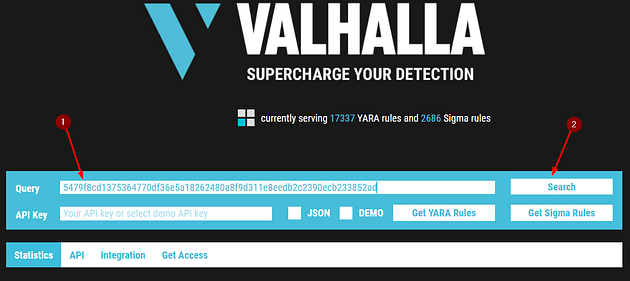 VALHALLA
SUPERCHARGE YOUR DETECTION
currently serving 17337 YARA rules and 2686 Sigma rules
1
2
Query 5479f8cd1375364770df36e5a18262480a8f9d311e8eedb2c2390ecb233852ad Search
API Key Your API key or select demo API key JSON DEMO Get YARA Rules Get Sigma Rules
Statistics API Integration Get Access